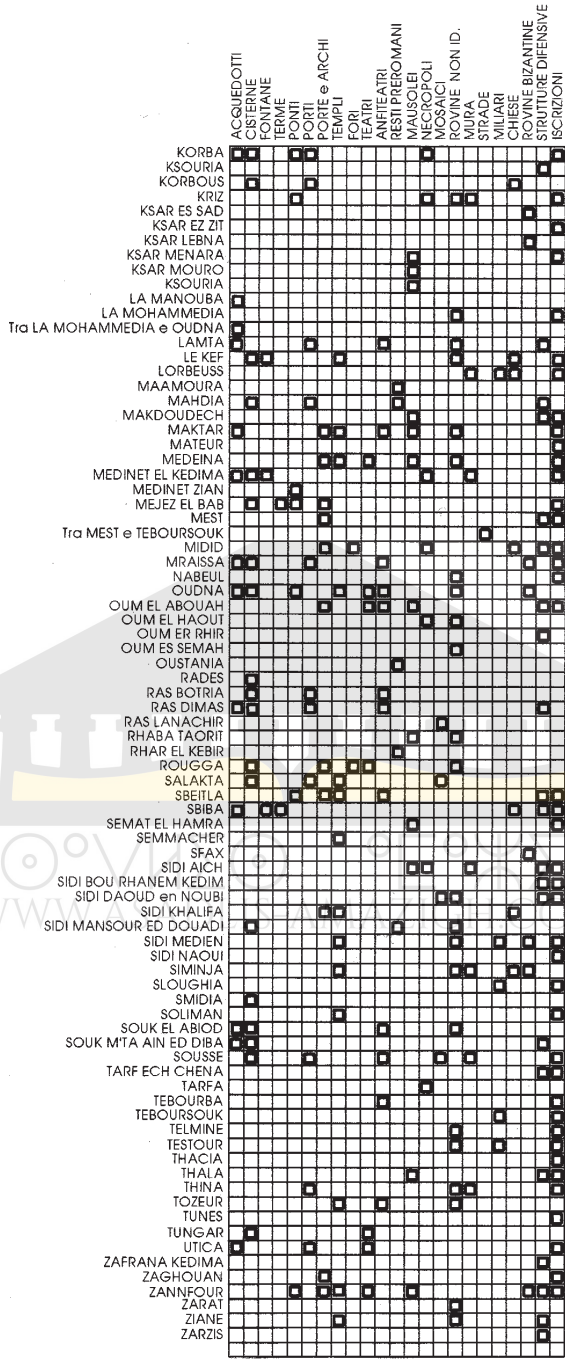 ACQUEDOTTI
CISTERNE
FONTANE
TERME
PONTI
PORTI
PORTE e ARCHI
TEMPLI
FORI
TEATRI
ANFITEATRI
RESTI PREROMANI
MAUSOLEI
NECROPOLI
MOSAICI
ROVINE NON ID.
MURA
STRADE
MILIARI
CHIESE
ROVINE BIZANTINE
STRUTTURE DIFENSIVE
ISCRIZIONI
KORBA
KSOURIA
KORBOUS
KRIZ
KSAR ES SAD
KSAR EZ ZIT
KSAR LEBNA
KSAR MENARA
KSAR MOURO
KSOURIA
LA MANOUBA
LA MOHAMMEDIA
Tra LA MOHAMMEDIA e OUDNA
LAMTA
LE KEF
LORBEUSS
MAAMOURA
MAHDIA
MAKDOUDECH
MAKTAR
MATEUR
MEDEINA
MEDINET EL KEDIMA
MEDINET ZIAN
MEJEZ EL BAB
MEST
Tra MEST e TEBOURSOUK
MIDID
MRAISSA
NABEUL
OUDNA
OUM EL ABOUAH
OUM EL HAOUT
OUM ER RHIR
OUM ES SEMAH
OUSTANIA
RADES
RAS BOTRIA
RAS DIMAS
RAS LANACHIR
RHABA TAORIT
RHAR EL KEBIR
ROUGGA
SALAKTA
SBEITLA
SBIBA
SEMAT EL HAMRA
SEMMACHER
SFAX
SIDI AICH
SIDI BOU RHANEM KEDIM
SIDI DAOUD en NOUBI
SIDI KHALIFA
SIDI MANSOUR ED DOUADI
SIDI MEDIEN
SIDI NAOUI
SIMINJA
SLOUGHIA
SMIDIA
SOLIMAN
SOUK EL ABIOD
SOUK M'TA AIN ED DIBA
SOUSSE
TARF ECH CHENA
TARFA
TEBOURBA
TEBOURSOUK
TELMINE
TESTOUR
THACIA
THALA
THINA
TOZEUR
TUNES
TUNGAR
UTICA
ZAFRANA KEDIMA
ZAGHOUAN
ZANNFOUR
ZARAT
ZIANE
ZARZIS